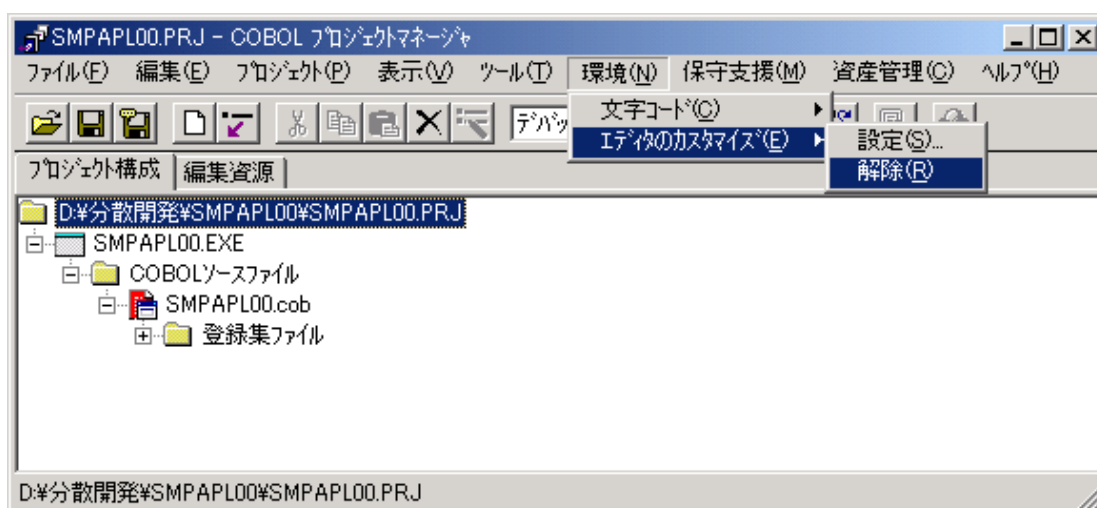 SMPAPL00.PRJ - COBOL ﾌﾟﾛｼﾞｪｸﾄﾏﾈｰｼﾞｬ
ﾌｧｲﾙ(F) 編集(E) ﾌﾟﾛｼﾞｪｸﾄ(P) 表示(V) ﾂｰﾙ(T) 環境(N) 保守支援(M) 資産管理(C) ﾍﾙﾌﾟ(H)
文字ｺｰﾄﾞ(C)
ｴﾃﾞｨﾀのｶｽﾀﾏｲｽﾞ(E)
設定(S)...
解除(R)
ﾃﾞﾊﾞｯ
ﾌﾟﾛｼﾞｪｸﾄ構成 編集資源
D:¥分散開発¥SMPAPL00¥SMPAPL00.PRJ
SMPAPL00.EXE
COBOLｿｰｽﾌｧｲﾙ
SMPAPL00.cob
登録集ﾌｧｲﾙ
D:¥分散開発¥SMPAPL00¥SMPAPL00.PRJ